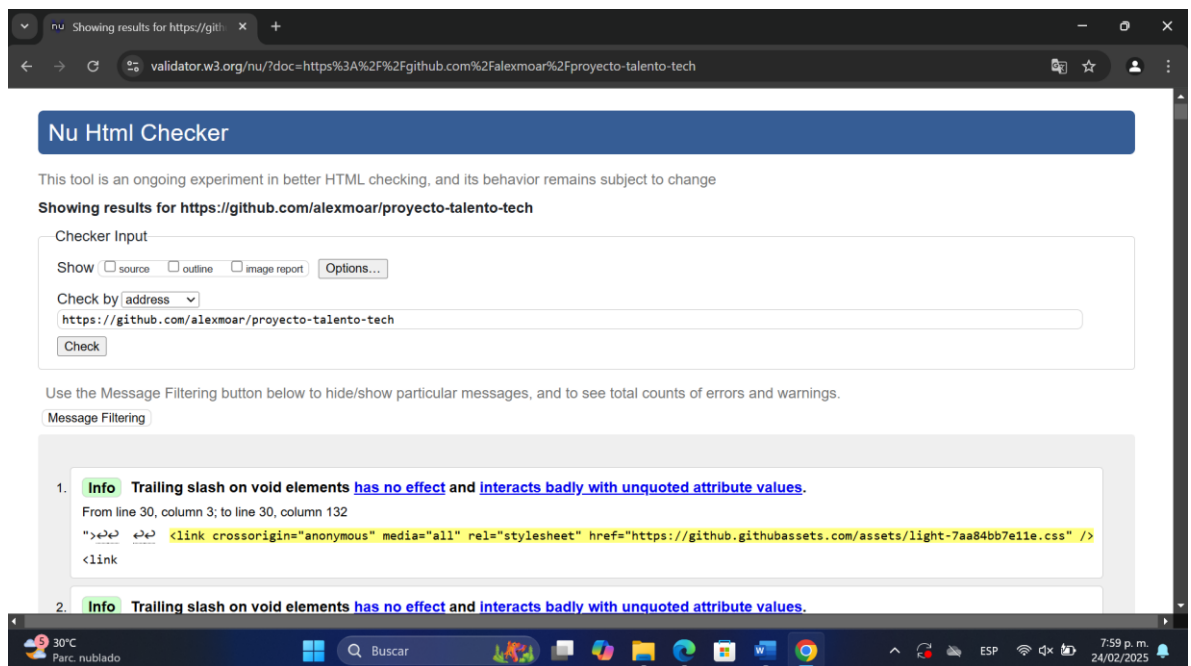 nu Showing results for https://gith
validator.w3.org/nu/?doc=https%3A%2F%2Fgithub.com%2Falexmoar%2Fproyecto-talento-tech
Nu Html Checker
This tool is an ongoing experiment in better HTML checking, and its behavior remains subject to change
Showing results for https://github.com/alexmoar/proyecto-talento-tech
Checker Input
Show source outline image report Options...
Check by address
https://github.com/alexmoar/proyecto-talento-tech
Check
Use the Message Filtering button below to hide/show particular messages, and to see total counts of errors and warnings.
Message Filtering
1. Info Trailing slash on void elements has no effect and interacts badly with unquoted attribute values.
From line 30, column 3; to line 30, column 132
">↩↩ ↩↩ <link crossorigin="anonymous" media="all" rel="stylesheet" href="https://github.githubassets.com/assets/light-7aa84bb7e11e.css" />
<link
2. Info Trailing slash on void elements has no effect and interacts badly with unquoted attribute values.
5 30°C
Parc. nublado
Buscar
W
ESP
7:59 p. m.
24/02/2025